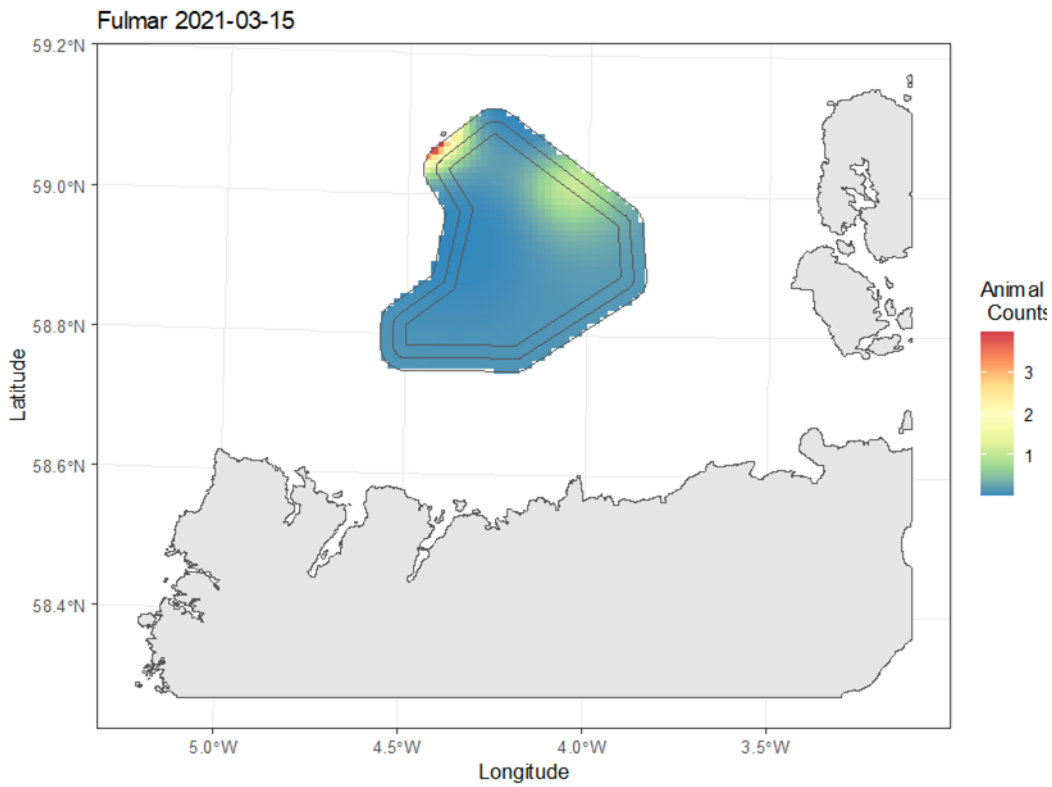 Fulmar 2021-03-15
59.2°N
59.0°N
58.8°N
58.6°N
58.4°N
Latitude
5.0°W
4.5°W
4.0°W
3.5°W
Longitude
Animal
Counts
3
2
1